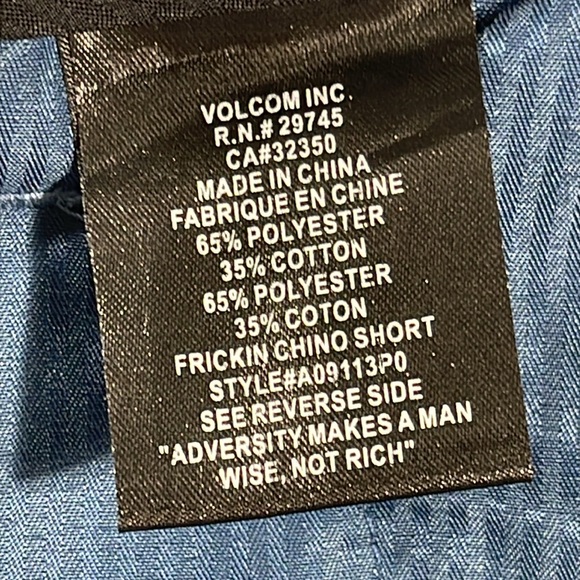 VOLCOM INC.
R.N.# 29745
CA#32350
MADE IN CHINA
FABRIQUE EN CHINE
65% POLYESTER
35% COTTON
65% POLYESTER
35% COTON
FRICKIN CHINO SHORT
STYLE#A09113P0
SEE REVERSE SIDE
"ADVERSITY MAKES A MAN
WISE, NOT RICH"